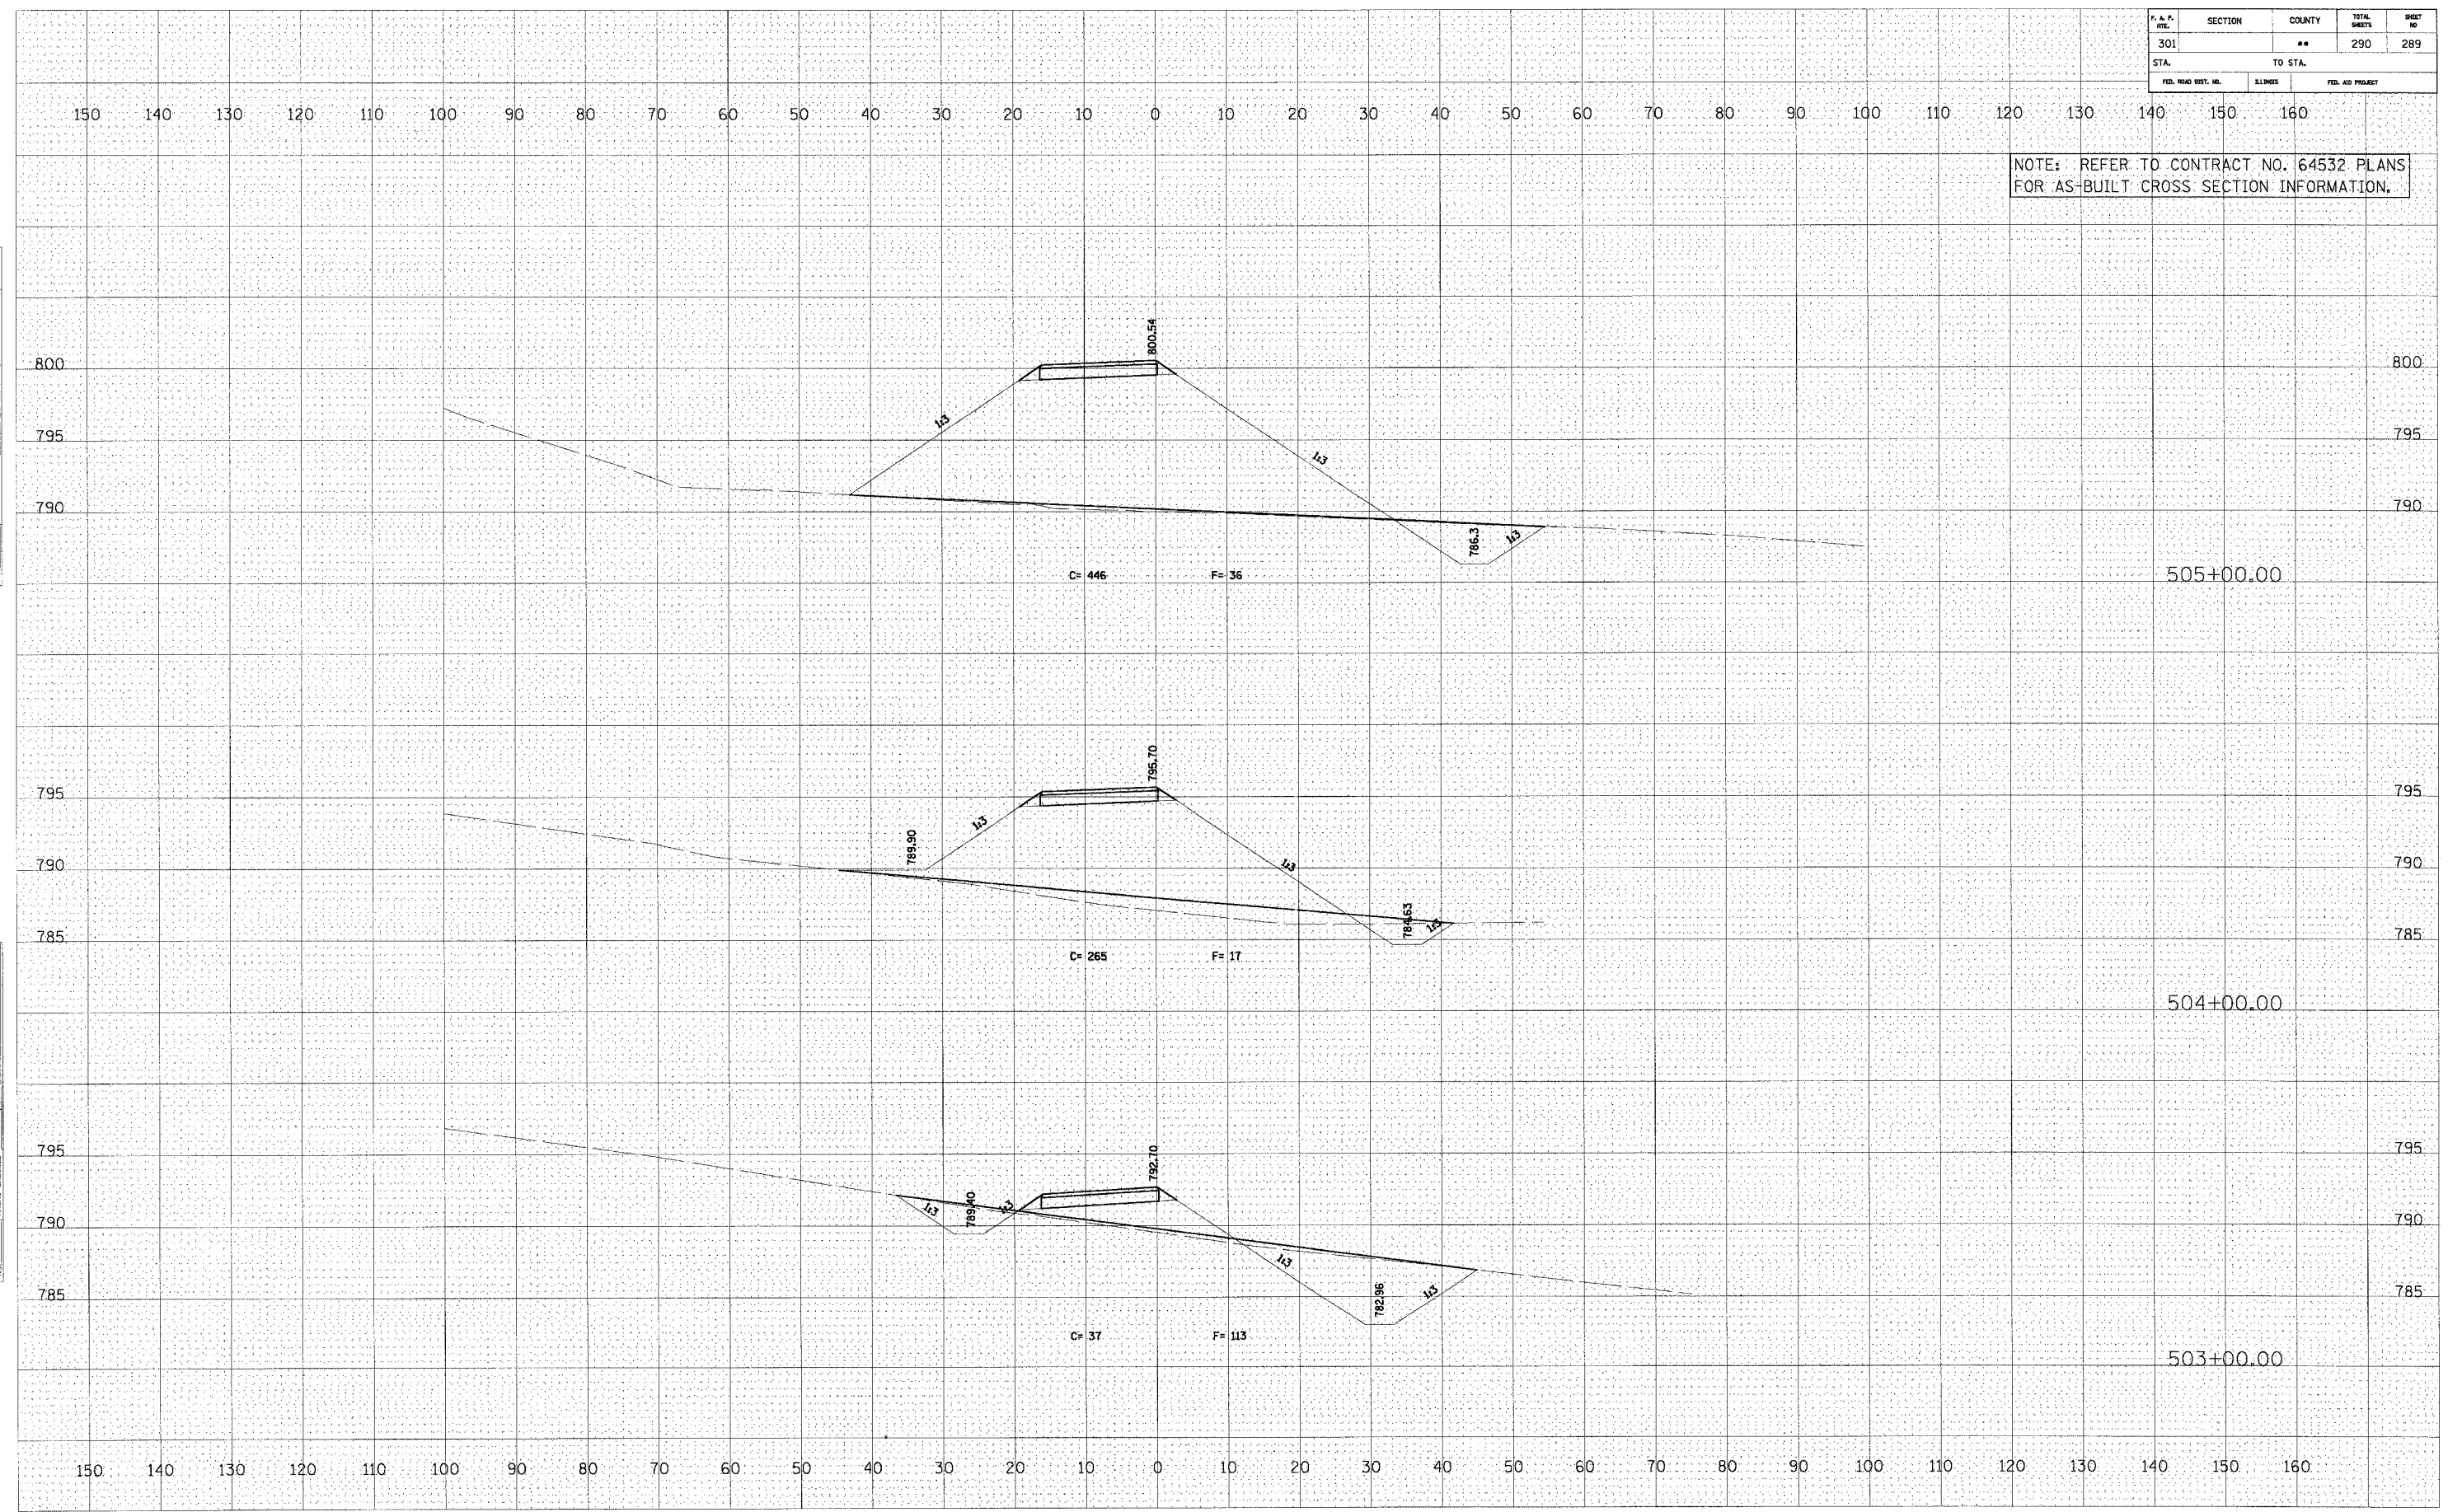 F. A. P. RTE. SECTION COUNTY TOTAL SHEETS SHEET NO
301 ** 290 289
STA. TO STA.
FED. ROAD DIST. NO. ILLINOIS FED. AID PROJECT
150 140 130 120 110 100 90 80 70 60 50 40 30 20 10 0 10 20 30 40 50 60 70 80 90 100 110 120 130 140 150 160
NOTE: REFER TO CONTRACT NO. 64532 PLANS
FOR AS-BUILT CROSS SECTION INFORMATION.
800.54
800 800
1:3
795 795
1:3
790 790
786.3
1:3
C= 446 F= 36
505+00.00
795.70
795 795
1:3
789.90
790 790
1:3
784.63
1:3
785 785
C= 265 F= 17
504+00.00
792.70
795 795
1:3
789.40
1:3
790 790
1:3
782.96
1:3
785 785
C= 37 F= 113
503+00.00
150 140 130 120 110 100 90 80 70 60 50 40 30 20 10 0 10 20 30 40 50 60 70 80 90 100 110 120 130 140 150 160